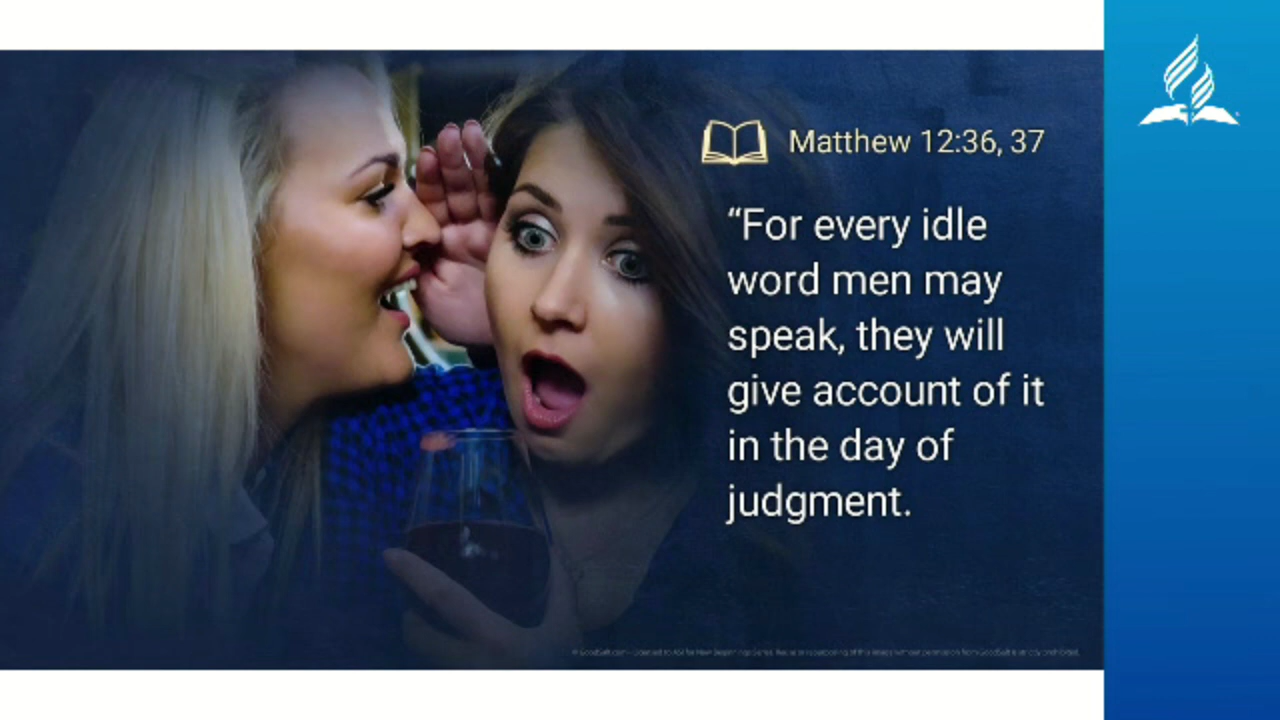 Matthew 12:36, 37
“For every idle
word men may
speak, they will
give account of it
in the day of
judgment.